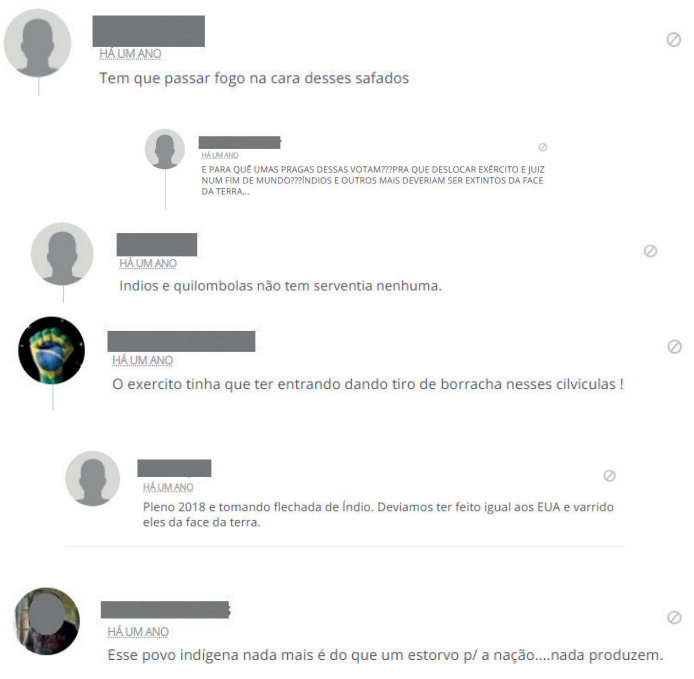 HÁ UM ANO
Tem que passar fogo na cara desses safados
HÁ UM ANO
E PARA QUÊ UMAS PRAGAS DESSAS VOTAM???PRA QUE DESLOCAR EXÉRCITO E JUIZ
NUM FIM DE MUNDO???ÍNDIOS E OUTROS MAIS DEVERIAM SER EXTINTOS DA FACE
DA TERRA...
HÁ UM ANO
Indios e quilombolas não tem serventia nenhuma.
HÁ UM ANO
O exercito tinha que ter entrando dando tiro de borracha nesses cilviculas !
HÁ UM ANO
Pleno 2018 e tomando flechada de Índio. Deviamos ter feito igual aos EUA e varrido
eles da face da terra.
HÁ UM ANO
Esse povo indígena nada mais é do que um estorvo p/ a nação....nada produzem.